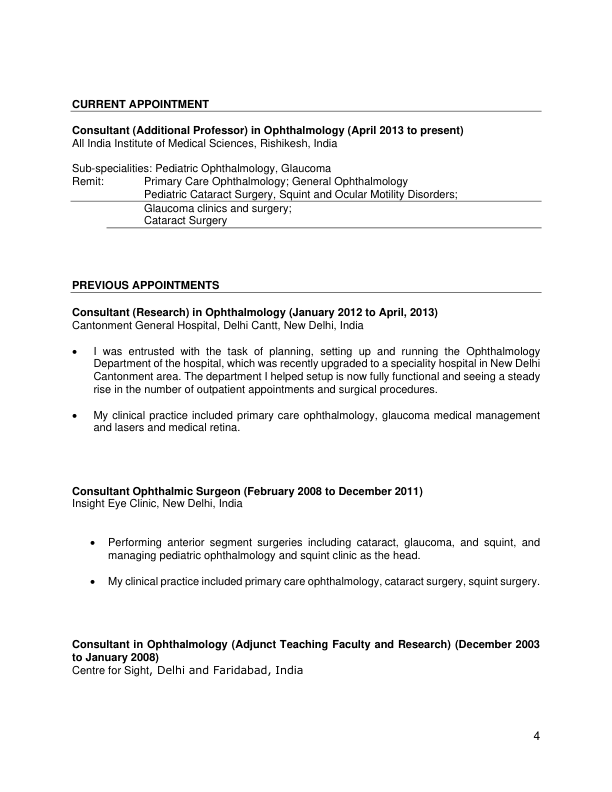 CURRENT APPOINTMENT
Consultant (Additional Professor) in Ophthalmology (April 2013 to present)
All India Institute of Medical Sciences, Rishikesh, India
Sub-specialities: Pediatric Ophthalmology, Glaucoma
Remit: Primary Care Ophthalmology; General Ophthalmology
Pediatric Cataract Surgery, Squint and Ocular Motility Disorders;
Glaucoma clinics and surgery;
Cataract Surgery
PREVIOUS APPOINTMENTS
Consultant (Research) in Ophthalmology (January 2012 to April, 2013)
Cantonment General Hospital, Delhi Cantt, New Delhi, India
• I was entrusted with the task of planning, setting up and running the Ophthalmology
Department of the hospital, which was recently upgraded to a speciality hospital in New Delhi
Cantonment area. The department I helped setup is now fully functional and seeing a steady
rise in the number of outpatient appointments and surgical procedures.
• My clinical practice included primary care ophthalmology, glaucoma medical management
and lasers and medical retina.
Consultant Ophthalmic Surgeon (February 2008 to December 2011)
Insight Eye Clinic, New Delhi, India
• Performing anterior segment surgeries including cataract, glaucoma, and squint, and
managing pediatric ophthalmology and squint clinic as the head.
• My clinical practice included primary care ophthalmology, cataract surgery, squint surgery.
Consultant in Ophthalmology (Adjunct Teaching Faculty and Research) (December 2003
to January 2008)
Centre for Sight, Delhi and Faridabad, India
4